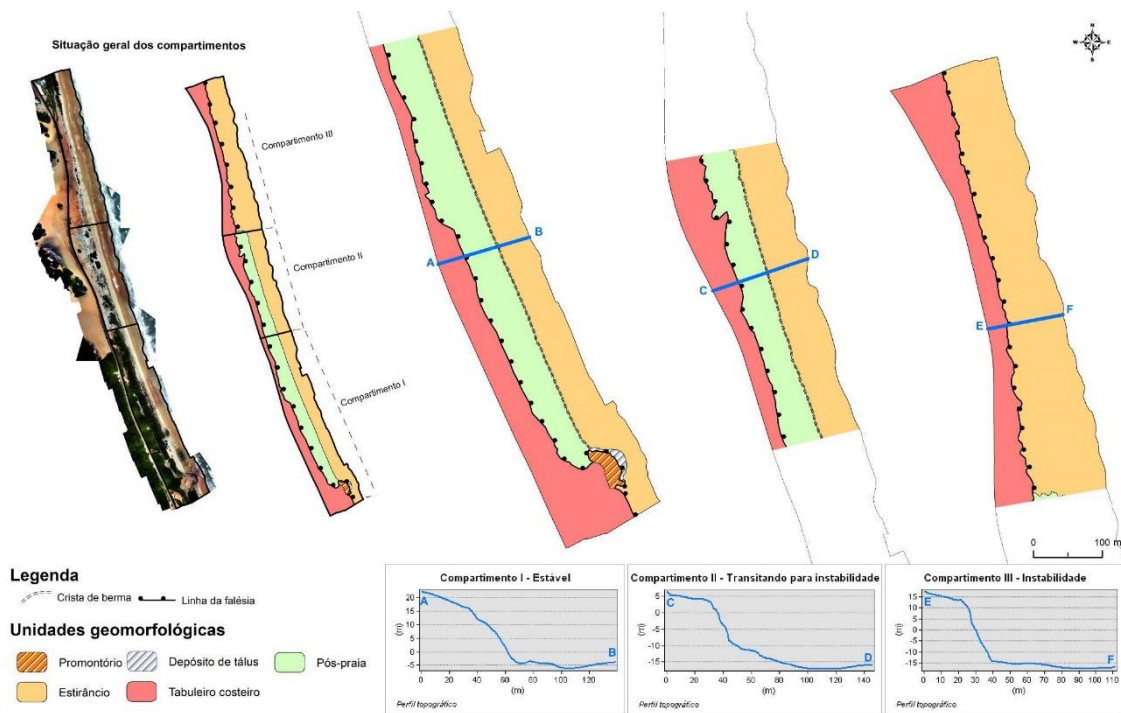 Situação geral dos compartimentos
Compartimento III
Compartimento II
Compartimento I
A
B
C
D
E
F
N
W E
S
0 100 m
Legenda
Crista de berma
Linha da falésia
Unidades geomorfológicas
Promontório
Depósito de tálus
Pós-praia
Estirâncio
Tabuleiro costeiro
Compartimento I - Estável
A
B
(m)
20
15
10
5
0
-5
0 20 40 60 80 100 120
(m)
Perfil topográfico
Compartimento II - Transitando para instabilidade
C
D
(m)
5
0
-5
-10
-15
0 20 40 60 80 100 120 140
(m)
Perfil topográfico
Compartimento III - Instabilidade
E
F
(m)
15
10
5
0
-5
-10
-15
0 10 20 30 40 50 60 70 80 90 100 110
(m)
Perfil topográfico